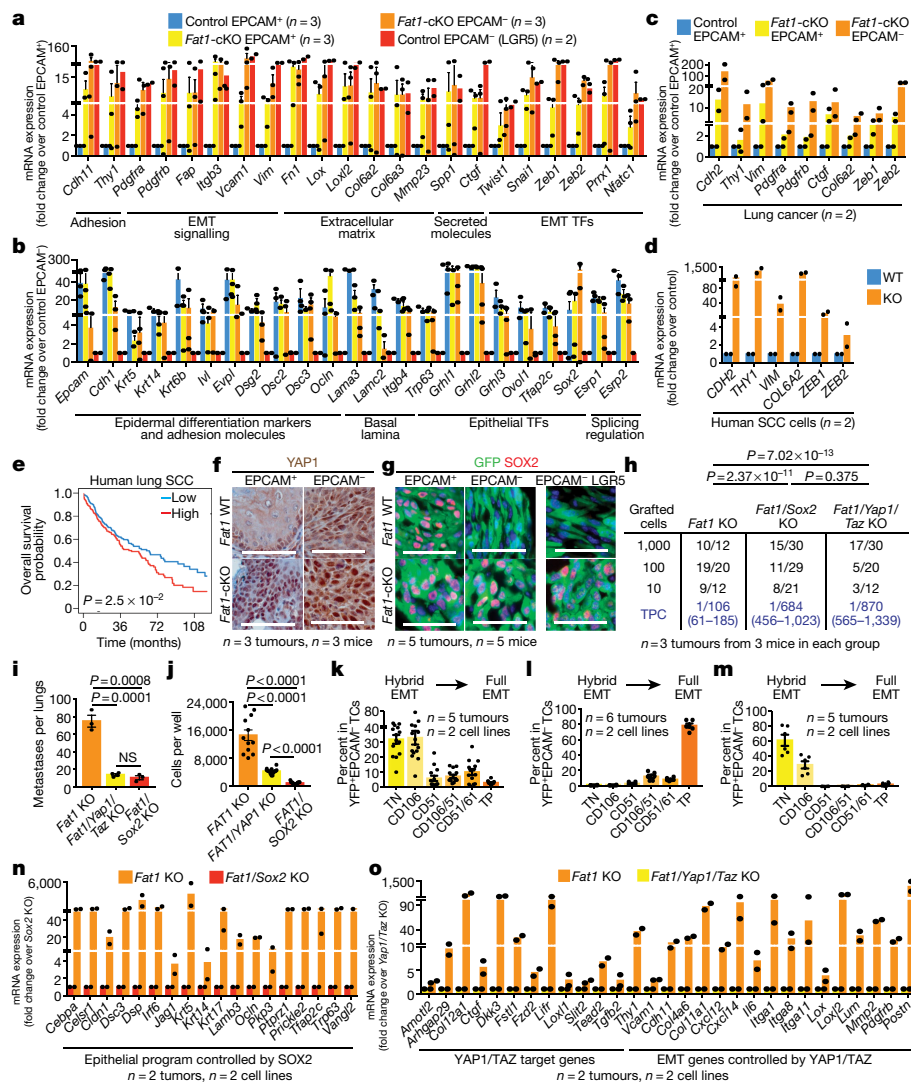 a
Control EPCAM⁺ (n = 3)
Fat1-cKO EPCAM⁻ (n = 3)
Fat1-cKO EPCAM⁺ (n = 3)
Control EPCAM⁻ (LGR5) (n = 2)
mRNA expression
(fold change over control EPCAM⁺)
160
15
4
2
0
Cdh11 Thy1 Pdgfra Pdgfrb Fap Itgb3 Vcam1 Vim Fn1 Lox Loxl2 Col6a2 Col6a3 Mmp23 Spp1 Ctgf Twist1 Snai1 Zeb1 Zeb2 Prrx1 Nfatc1
Adhesion
EMT signalling
Extracellular matrix
Secreted molecules
EMT TFs
b
mRNA expression
(fold change over control EPCAM⁻)
300
40
20
4
2
0
Epcam Cdh1 Krt5 Krt14 Krt6b Ivl Evpl Dsg2 Dsc2 Dsc3 Ocln Lama3 Lamc2 Itgb4 Trp63 Grhl1 Grhl2 Grhl3 Ovol1 Tfap2c Sox2 Esrp1 Esrp2
Epidermal differentiation markers
and adhesion molecules
Basal lamina
Epithelial TFs
Splicing regulation
c
Control EPCAM⁺
Fat1-cKO EPCAM⁺
Fat1-cKO EPCAM⁻
mRNA expression
(fold change over control EPCAM⁺)
200
100
20
10
4
2
0
Cdh2 Thy1 Vim Pdgfra Pdgfrb Ctgf Col6a2 Zeb1 Zeb2
Lung cancer (n = 2)
d
WT
KO
mRNA expression
(fold change over control)
1,500
80
40
4
2
0
CDH2 THY1 VIM COL6A2 ZEB1 ZEB2
Human SCC cells (n = 2)
e
Human lung SCC
Low
High
Overall survival
probability
1.0
0.8
0.6
0.4
0
P = 2.5 × 10⁻²
0 36 72 108
Time (months)
f
YAP1
EPCAM⁺ EPCAM⁻
Fat1 WT
Fat1-cKO
n = 3 tumours, n = 3 mice
g
GFP SOX2
EPCAM⁺ EPCAM⁻ EPCAM⁻ LGR5
Fat1 WT
Fat1-cKO
n = 5 tumours, n = 5 mice
h
P = 7.02 × 10⁻¹³
P = 2.37×10⁻¹¹ P = 0.375
Grafted cells
Fat1 KO
Fat1/Sox2 KO
Fat1/Yap1/Taz KO
1,000 10/12 15/30 17/30
100 19/20 11/29 5/20
10 9/12 8/21 3/12
TPC 1/106 1/684 1/870
(61–185) (456–1,023) (565–1,339)
n = 3 tumours from 3 mice in each group
i
P = 0.0008
P = 0.0001
NS
Metastases per lungs
100
80
60
40
20
0
Fat1 KO
Fat1/Yap1/Taz KO
Fat1/Sox2 KO
j
P < 0.0001
P < 0.0001
P < 0.0001
Cells per well
24,000
16,000
8,000
0
FAT1 KO
FAT1/YAP1 KO
FAT1/SOX2 KO
k
Hybrid EMT
Full EMT
n = 5 tumours
n = 2 cell lines
Per cent in
YFP⁺EPCAM⁻ TCs
100
40
30
20
10
0
TN CD106 CD51 CD106/51 CD51/61 TP
l
Hybrid EMT
Full EMT
n = 6 tumours
n = 2 cell lines
Per cent in
YFP⁺EPCAM⁻ TCs
100
80
60
40
20
0
TN CD106 CD51 CD106/51 CD51/61 TP
m
Hybrid EMT
Full EMT
n = 5 tumours
n = 2 cell lines
Per cent in
YFP⁺EPCAM⁻ TCs
100
80
60
40
20
0
TN CD106 CD51 CD106/51 CD51/61 TP
n
Fat1 KO
Fat1/Sox2 KO
mRNA expression
(fold change over Sox2 KO)
6,000
40
20
4
2
0
Cebpa Celsr1 Cldn1 Dsc3 Dsp Irf6 Jag1 Krt5 Krt14 Krt17 Lamb3 Perp Pkp3 Ptprz1 Prickle2 Tfap2c Trp63 Vangl2
Epithelial program controlled by SOX2
n = 2 tumors, n = 2 cell lines
o
Fat1 KO
Fat1/Yap1/Taz KO
mRNA expression
(fold change over Yap1/Taz KO)
1,500
90
40
10
5
0
Amotl2 Arhgap29 Col12a1 Ctgf Dkk3 Fstl1 Fzd2 Lifr Loxl1 Slit2 Tead2 Tgfb2 Thy1 Vcam1 Cdh11 Col4a6 Col11a1 Cxcl12 Cxcl14 Il6 Itga1 Itga8 Itga11 Lox Loxl2 Lum Mmp2 Pdgfrb Postn
YAP1/TAZ target genes
EMT genes controlled by YAP1/TAZ
n = 2 tumours, n = 2 cell lines